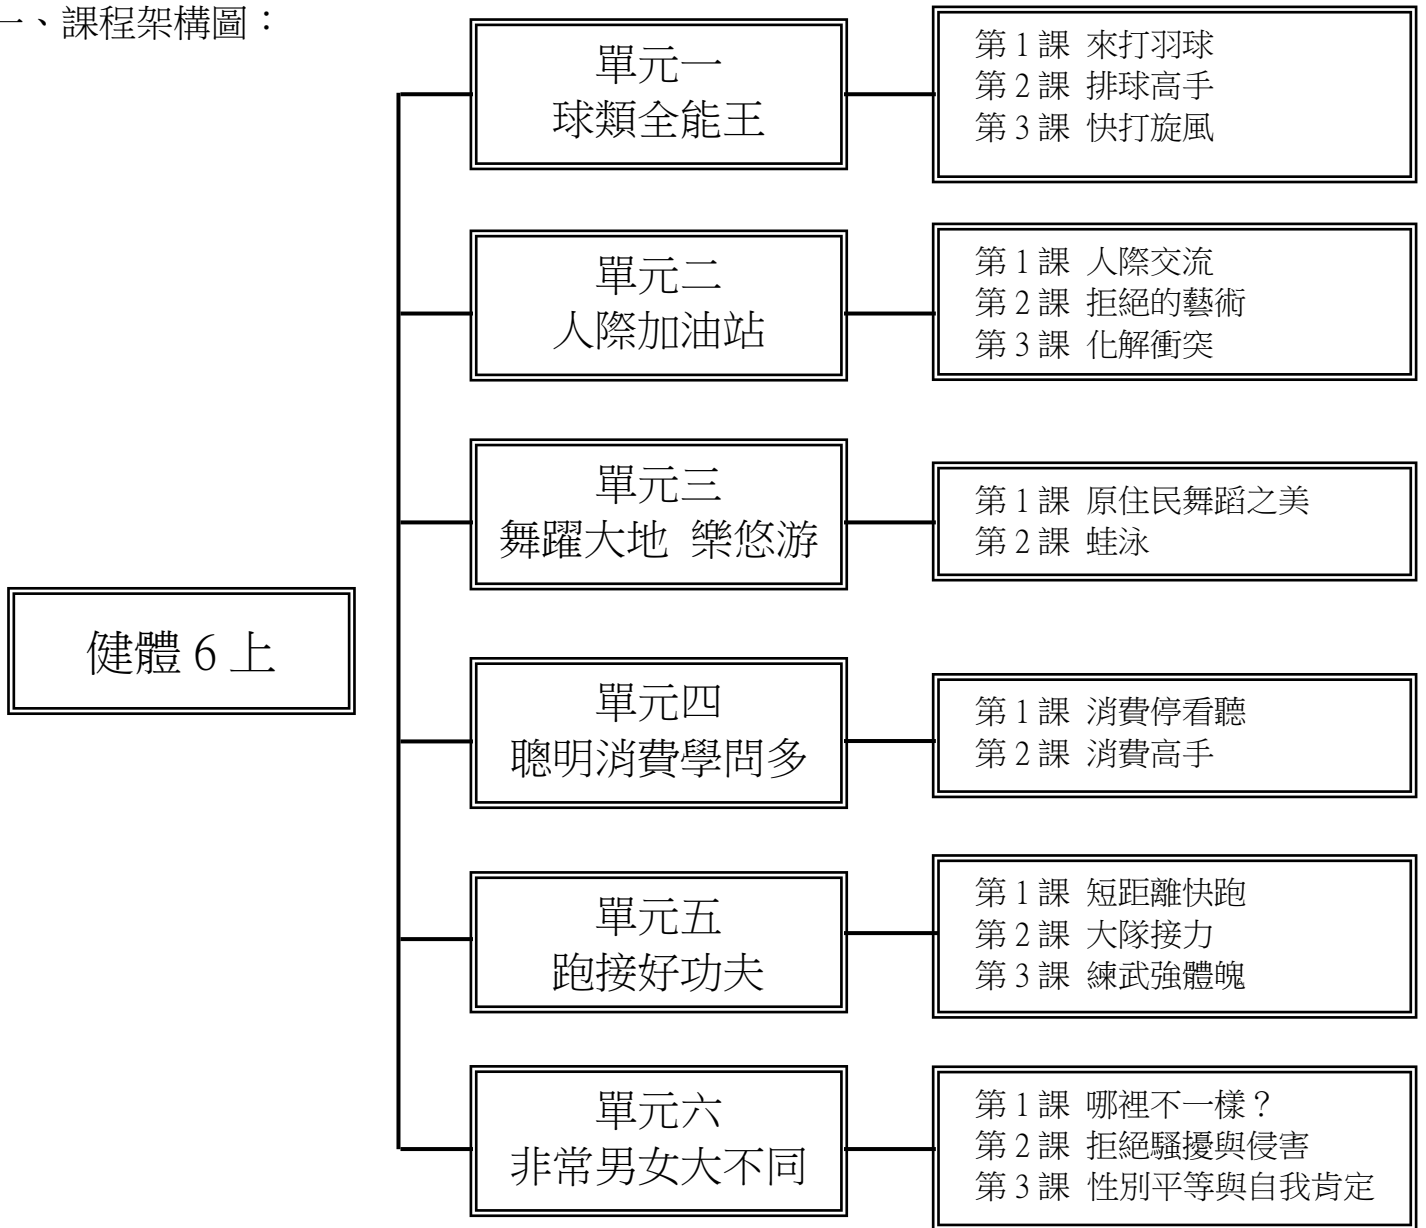 一、課程架構圖：
單元一
球類全能王
第 1 課 來打羽球
第 2 課 排球高手
第 3 課 快打旋風
單元二
人際加油站
第 1 課 人際交流
第 2 課 拒絕的藝術
第 3 課 化解衝突
單元三
舞躍大地 樂悠游
第 1 課 原住民舞蹈之美
第 2 課 蛙泳
健體 6 上
單元四
聰明消費學問多
第 1 課 消費停看聽
第 2 課 消費高手
單元五
跑接好功夫
第 1 課 短距離快跑
第 2 課 大隊接力
第 3 課 練武強體魄
單元六
非常男女大不同
第 1 課 哪裡不一樣？
第 2 課 拒絕騷擾與侵害
第 3 課 性別平等與自我肯定